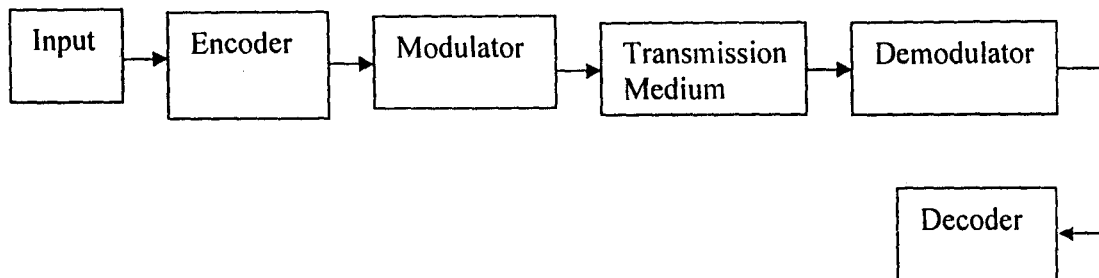 Input
Encoder
Modulator
Transmission
Medium
Demodulator
Decoder